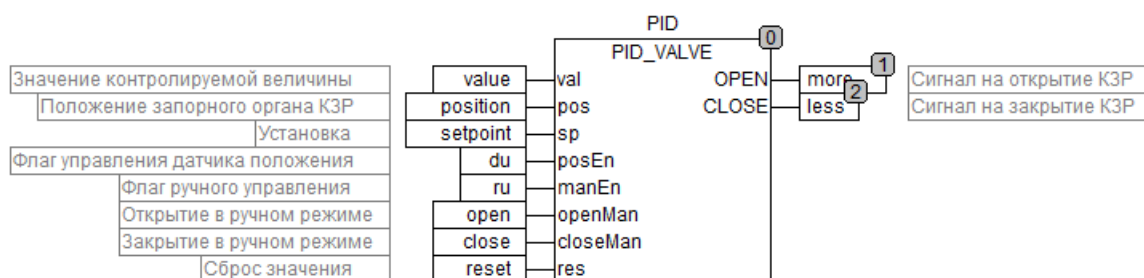 PID
0
PID_VALVE
1
Значение контролируемой величины value val OPEN more Сигнал на открытие КЗР
2
Положение запорного органа КЗР position pos CLOSE less Сигнал на закрытие КЗР
Установка setpoint sp
Флаг управления датчика положения du posEn
Флаг ручного управления ru manEn
Открытие в ручном режиме open openMan
Закрытие в ручном режиме close closeMan
Сброс значения reset res